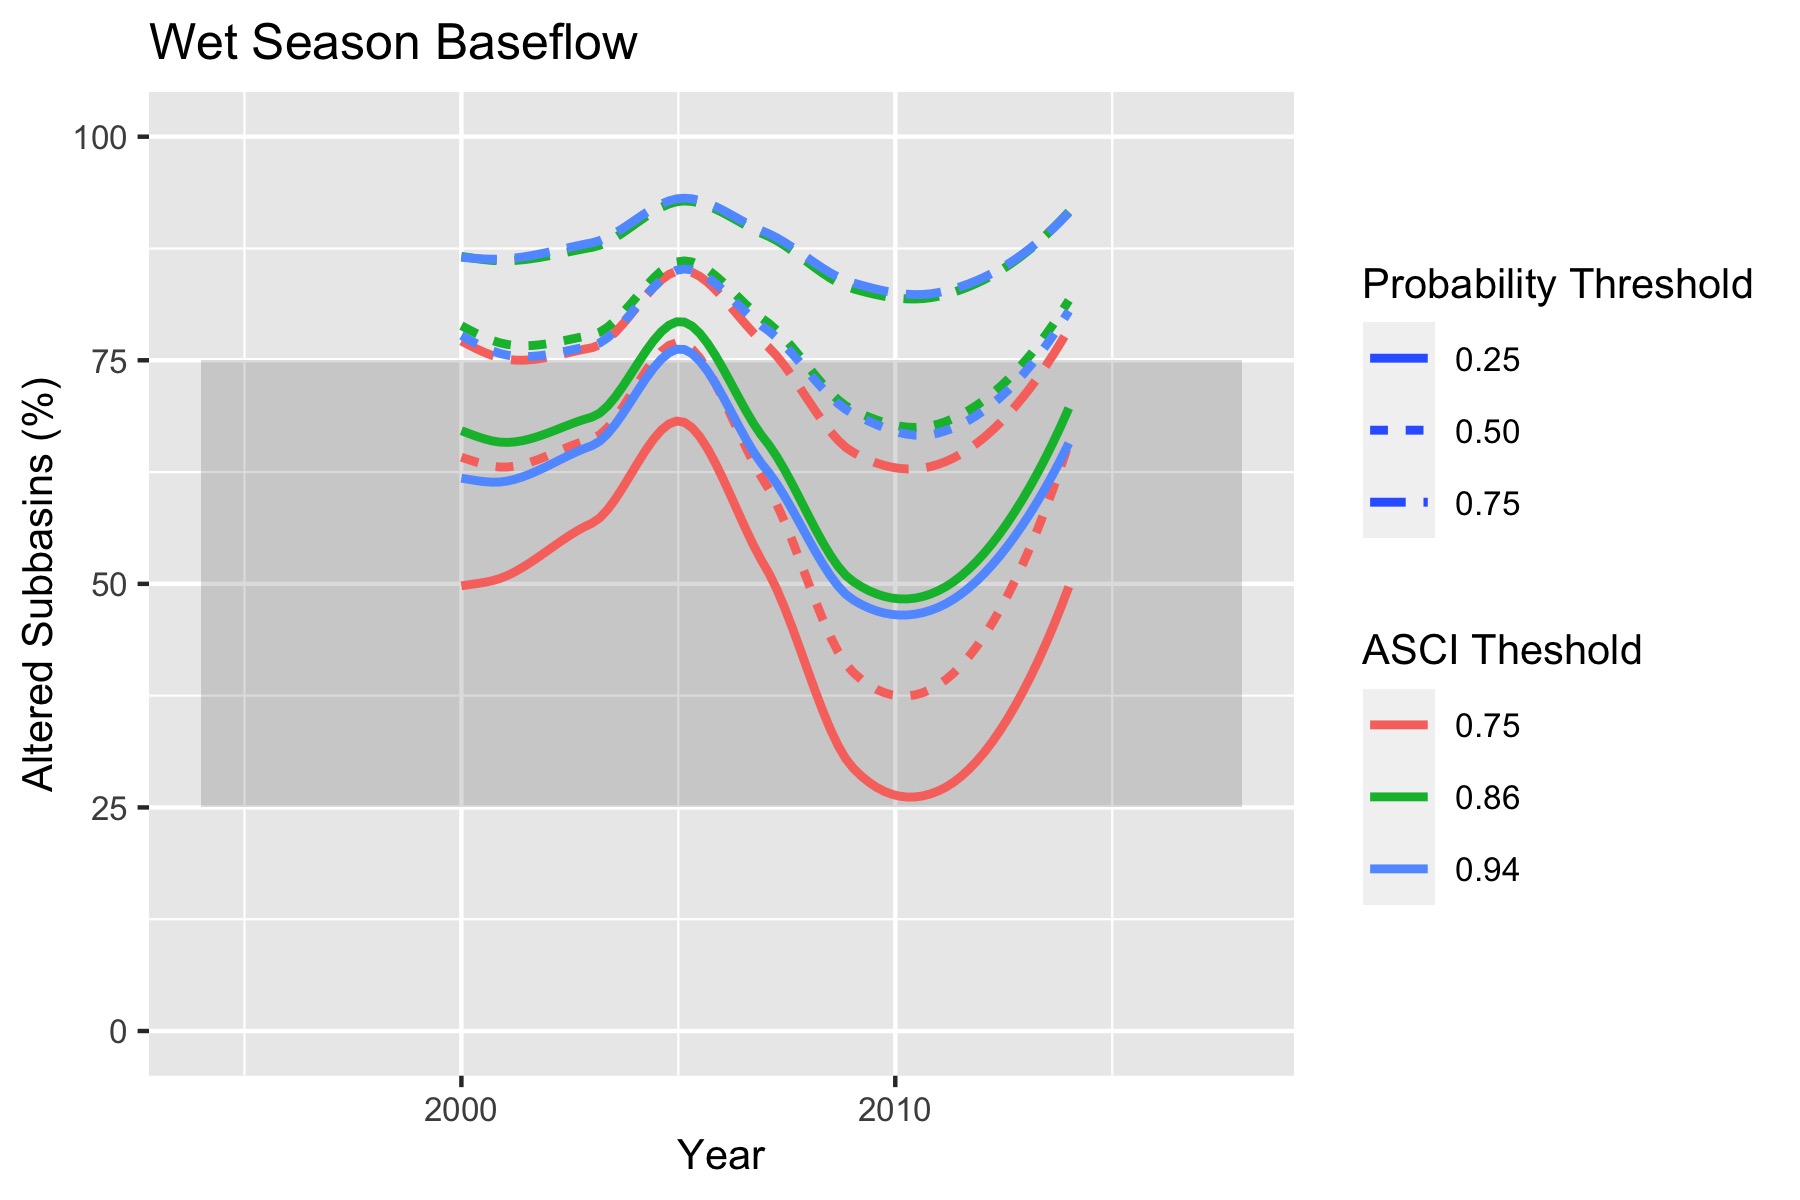 Wet Season Baseflow
100
75
50
25
0
Altered Subbasins (%)
2000
2010
Year
Probability Threshold
0.25
0.50
0.75
ASCI Theshold
0.75
0.86
0.94